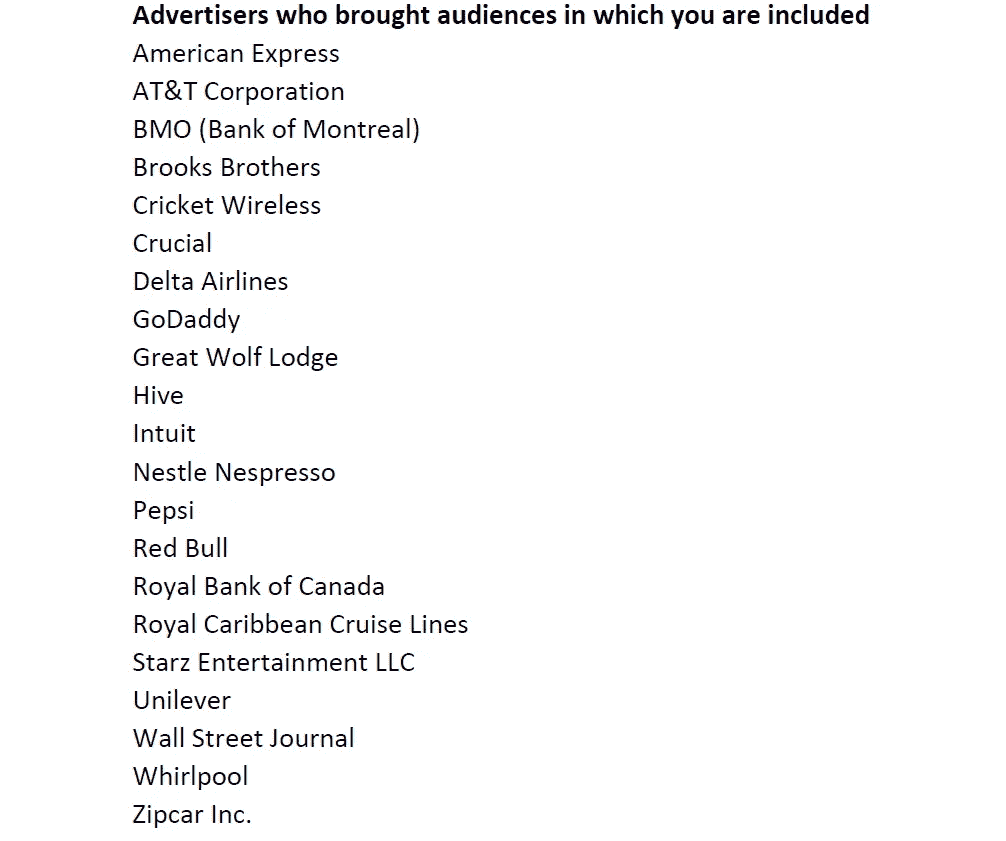 Advertisers who brought audiences in which you are included
American Express
AT&T Corporation
BMO (Bank of Montreal)
Brooks Brothers
Cricket Wireless
Crucial
Delta Airlines
GoDaddy
Great Wolf Lodge
Hive
Intuit
Nestle Nespresso
Pepsi
Red Bull
Royal Bank of Canada
Royal Caribbean Cruise Lines
Starz Entertainment LLC
Unilever
Wall Street Journal
Whirlpool
Zipcar Inc.